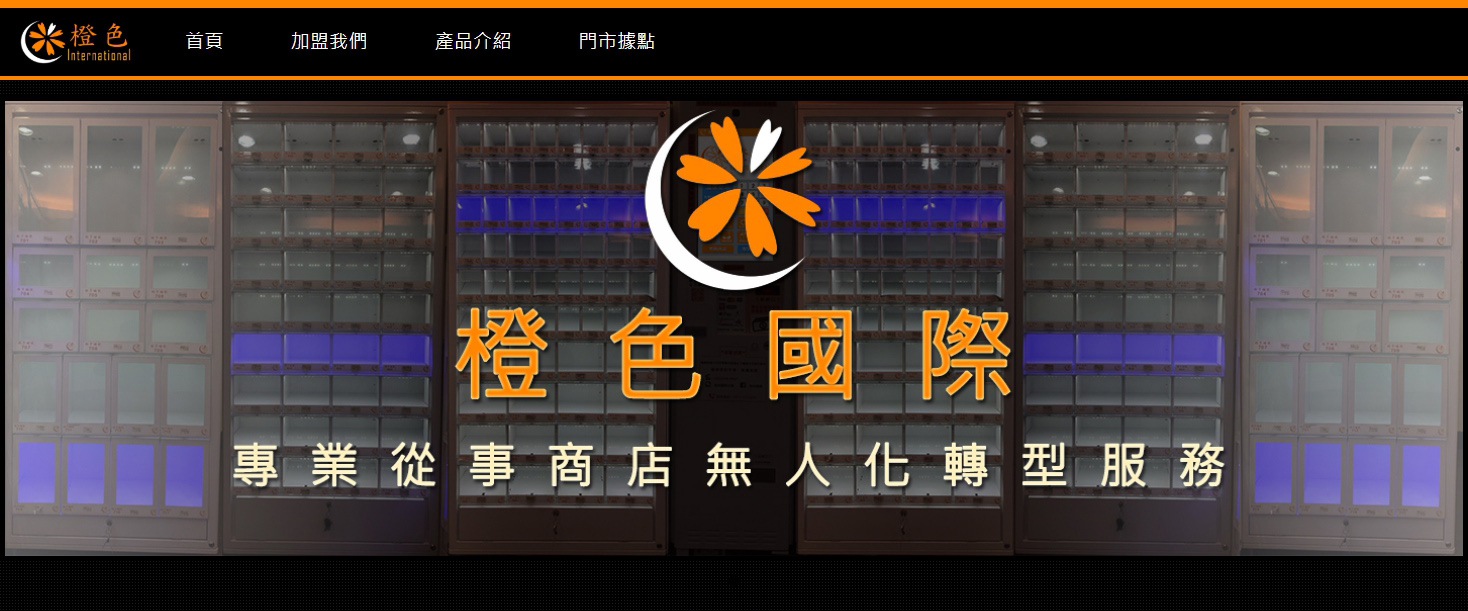 橙色
International
首頁 加盟我們 產品介紹 門市據點
橙色國際
專業從事商店無人化轉型服務